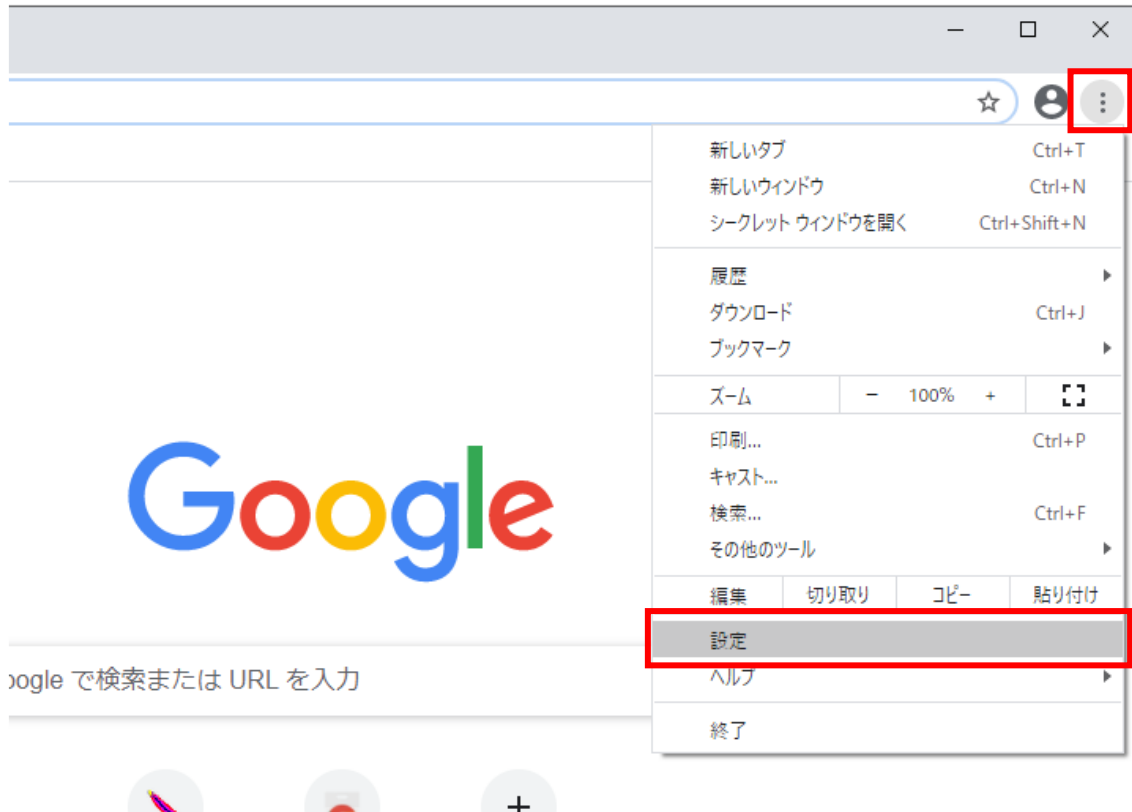 新しいタブ Ctrl+T
新しいウィンドウ Ctrl+N
シークレット ウィンドウを開く Ctrl+Shift+N
履歴
ダウンロード Ctrl+J
ブックマーク
ズーム − 100% +
印刷... Ctrl+P
キャスト...
検索... Ctrl+F
その他のツール
編集 切り取り コピー 貼り付け
設定
ヘルプ
終了
Google
oogle で検索または URL を入力